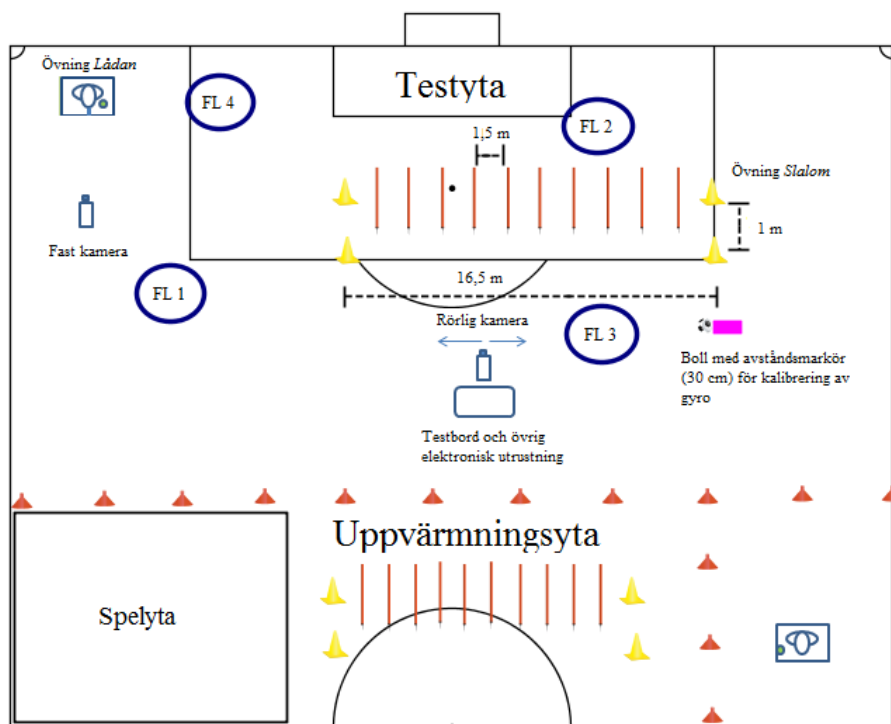 Övning Lådan
Testyta
FL 4
FL 2
1,5 m
Övning Slalom
1 m
Fast kamera
FL 1
16,5 m
Rörlig kamera
FL 3
Boll med avståndsmarkör
(30 cm) för kalibrering av
gyro
Testbord och övrig
elektronisk utrustning
Uppvärmningsyta
Spelyta